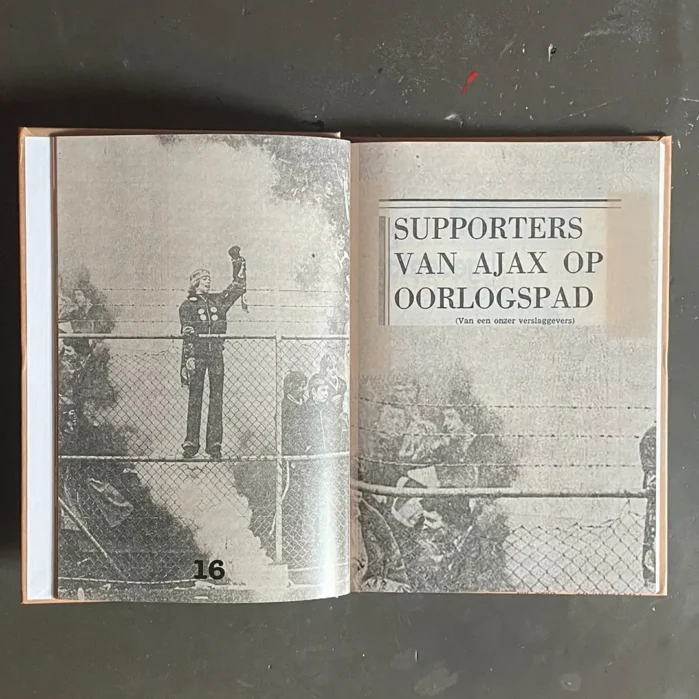 16
SUPPORTERS
VAN AJAX OP
OORLOGSPAD
(Van een onzer verslaggevers)